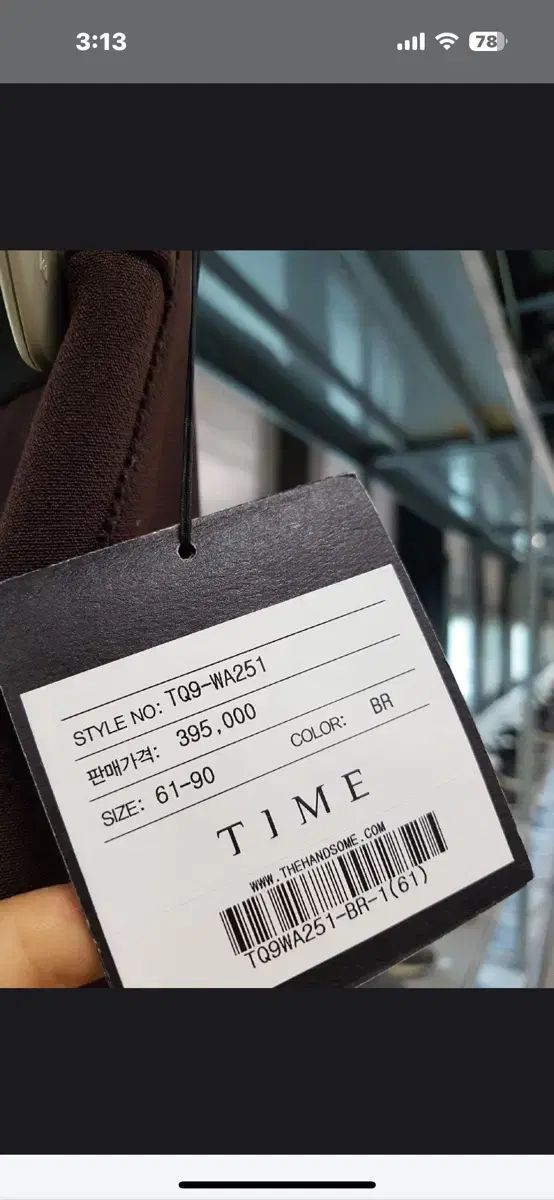 3:13
78
STYLE NO: TQ9-WA251
판매가격: 395,000
SIZE: 61-90 COLOR: BR
TIME
WWW.THEHANDSOME.COM
TQ9WA251-BR-1(61)